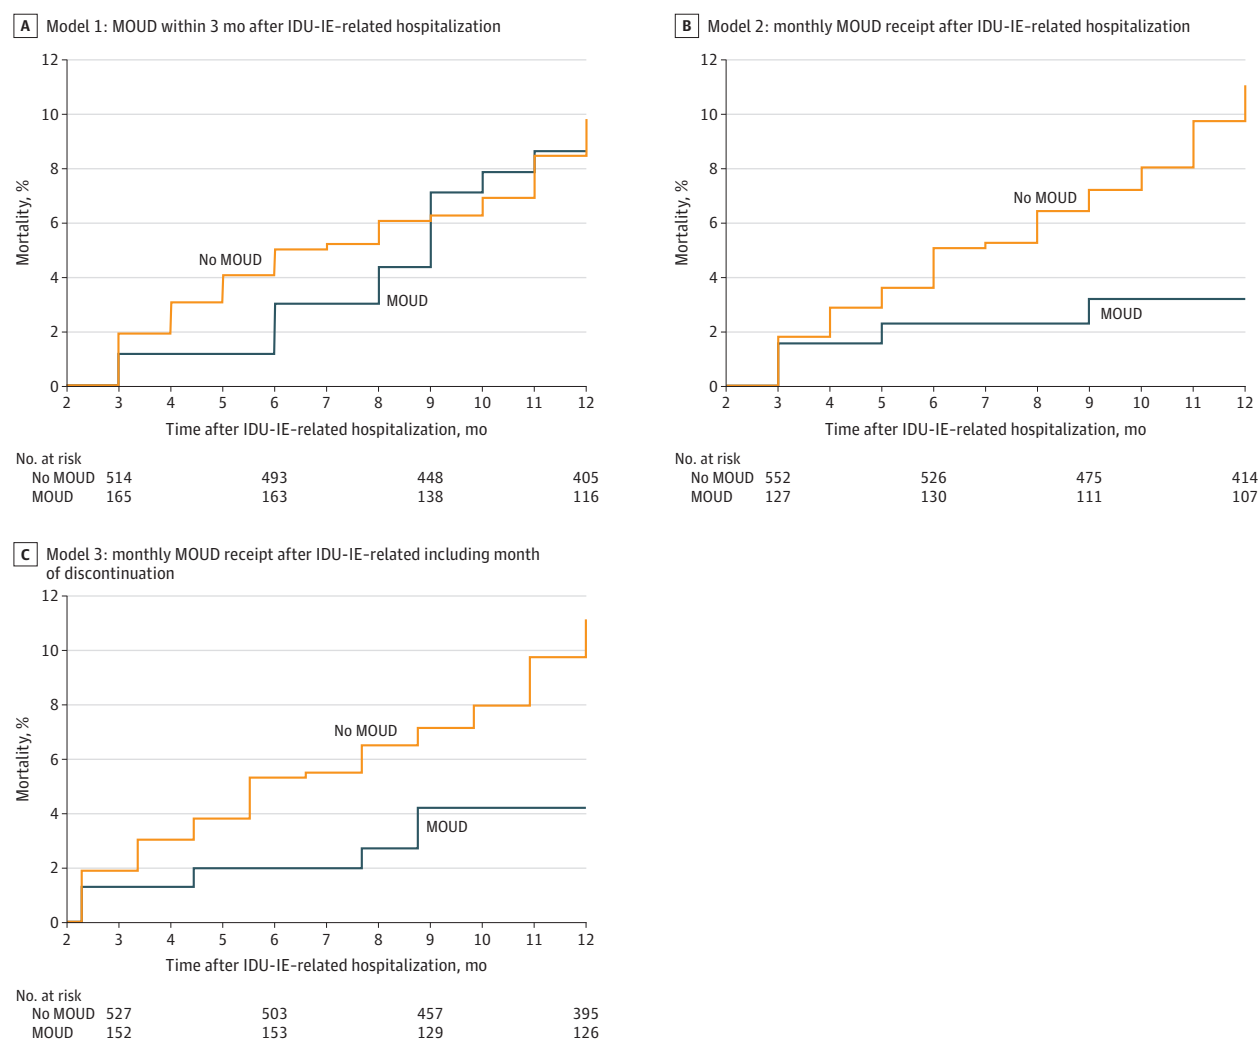 A Model 1: MOUD within 3 mo after IDU-IE-related hospitalization
12
10
8
6
4
2
0
Mortality, %
No MOUD
MOUD
2 3 4 5 6 7 8 9 10 11 12
Time after IDU-IE-related hospitalization, mo
No. at risk
No MOUD 514 493 448 405
MOUD 165 163 138 116
B Model 2: monthly MOUD receipt after IDU-IE-related hospitalization
12
10
8
6
4
2
0
Mortality, %
No MOUD
MOUD
2 3 4 5 6 7 8 9 10 11 12
Time after IDU-IE-related hospitalization, mo
No. at risk
No MOUD 552 526 475 414
MOUD 127 130 111 107
C Model 3: monthly MOUD receipt after IDU-IE-related including month
of discontinuation
12
10
8
6
4
2
0
Mortality, %
No MOUD
MOUD
2 3 4 5 6 7 8 9 10 11 12
Time after IDU-IE-related hospitalization, mo
No. at risk
No MOUD 527 503 457 395
MOUD 152 153 129 126